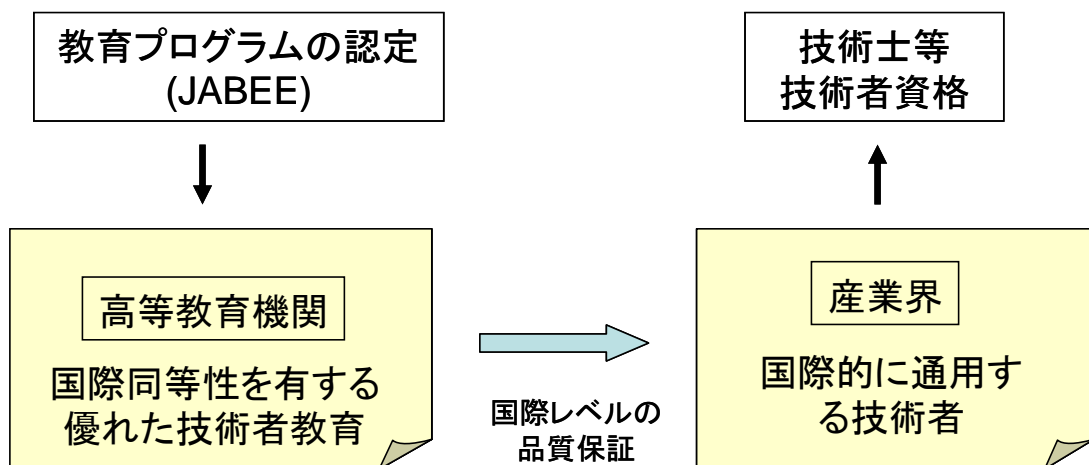 教育プログラムの認定
(JABEE)
技術士等
技術者資格
高等教育機関
国際同等性を有する
優れた技術者教育
国際レベルの
品質保証
産業界
国際的に通用す
る技術者